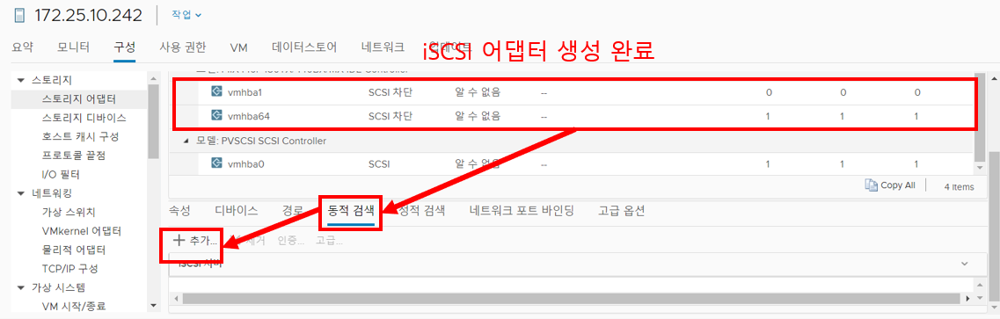 172.25.10.242 작업
요약 모니터 구성 사용 권한 VM 데이터스토어 네트워크
iSCSI 어댑터 생성 완료
스토리지
스토리지 어댑터
스토리지 디바이스
호스트 캐시 구성
프로토콜 끝점
I/O 필터
네트워킹
가상 스위치
VMkernel 어댑터
물리적 어댑터
TCP/IP 구성
가상 시스템
VM 시작/종료
vmhba1 SCSI 차단 알 수 없음 -- 0 0 0
vmhba64 SCSI 차단 알 수 없음 -- 1 1 1
모델: PVSCSI SCSI Controller
vmhba0 SCSI 알 수 없음 -- 1 1 1
Copy All 4 items
속성 디바이스 경로 동적 검색 정적 검색 네트워크 포트 바인딩 고급 옵션
+ 추가... 인증... 고급...
iSCSI 서버